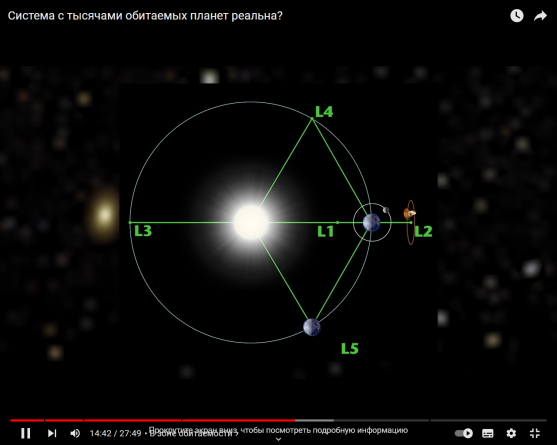 Система с тысячами обитаемых планет реальна?
L4
L3
L1
L2
L5
14:42 / 27:49 • В зоне обитаемости
Прокрутите экран вниз, чтобы посмотреть подробную информацию